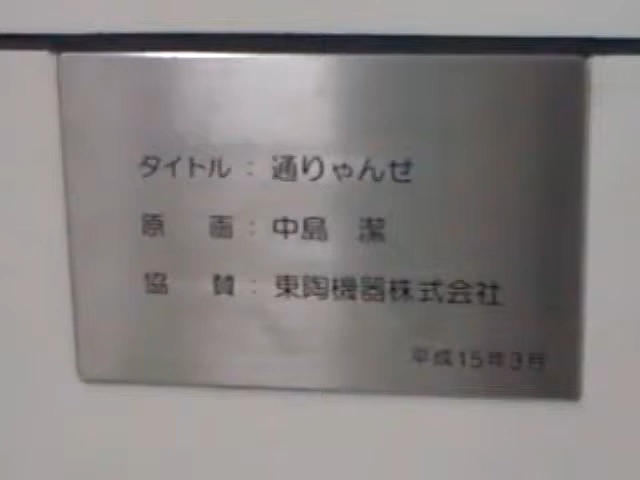 タイトル：通りゃんせ
原　画：中島　潔
協　賛：東陶機器株式会社
平成15年3月